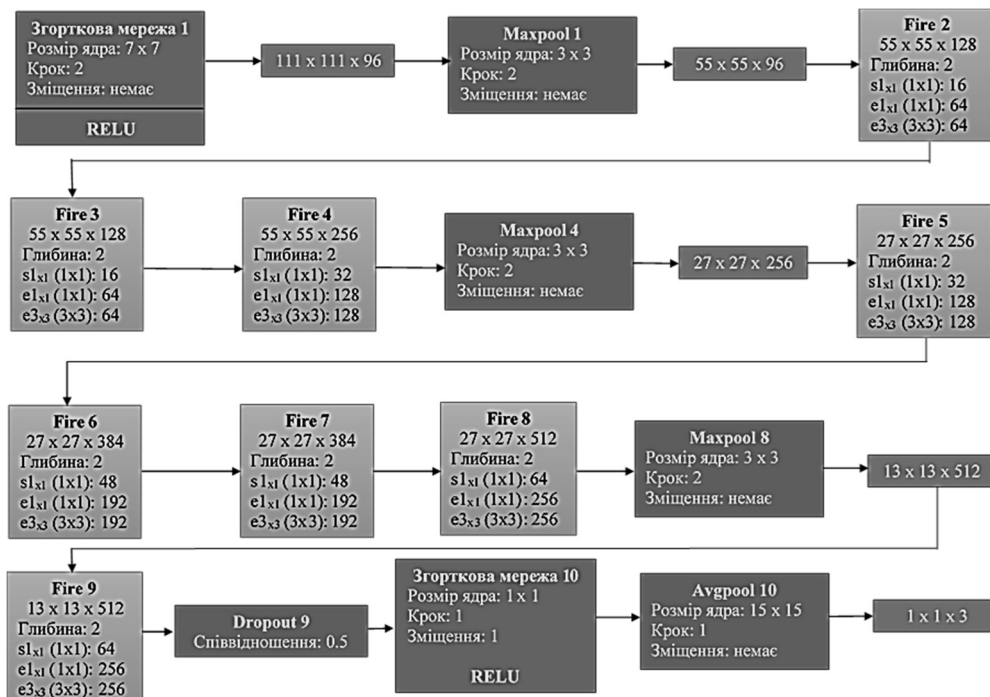 Згорткова мережа 1
Розмір ядра: 7 x 7
Крок: 2
Зміщення: немає
RELU
111 x 111 x 96
Maxpool 1
Розмір ядра: 3 x 3
Крок: 2
Зміщення: немає
55 x 55 x 96
Fire 2
55 x 55 x 128
Глибина: 2
s1x1 (1x1): 16
e1x1 (1x1): 64
e3x3 (3x3): 64
Fire 3
55 x 55 x 128
Глибина: 2
s1x1 (1x1): 16
e1x1 (1x1): 64
e3x3 (3x3): 64
Fire 4
55 x 55 x 256
Глибина: 2
s1x1 (1x1): 32
e1x1 (1x1): 128
e3x3 (3x3): 128
Maxpool 4
Розмір ядра: 3 x 3
Крок: 2
Зміщення: немає
27 x 27 x 256
Fire 5
27 x 27 x 256
Глибина: 2
s1x1 (1x1): 32
e1x1 (1x1): 128
e3x3 (3x3): 128
Fire 6
27 x 27 x 384
Глибина: 2
s1x1 (1x1): 48
e1x1 (1x1): 192
e3x3 (3x3): 192
Fire 7
27 x 27 x 384
Глибина: 2
s1x1 (1x1): 48
e1x1 (1x1): 192
e3x3 (3x3): 192
Fire 8
27 x 27 x 512
Глибина: 2
s1x1 (1x1): 64
e1x1 (1x1): 256
e3x3 (3x3): 256
Maxpool 8
Розмір ядра: 3 x 3
Крок: 2
Зміщення: немає
13 x 13 x 512
Fire 9
13 x 13 x 512
Глибина: 2
s1x1 (1x1): 64
e1x1 (1x1): 256
e3x3 (3x3): 256
Dropout 9
Співвідношення: 0.5
Згорткова мережа 10
Розмір ядра: 1 x 1
Крок: 1
Зміщення: 1
RELU
Avgpool 10
Розмір ядра: 15 x 15
Крок: 1
Зміщення: немає
1 x 1 x 3